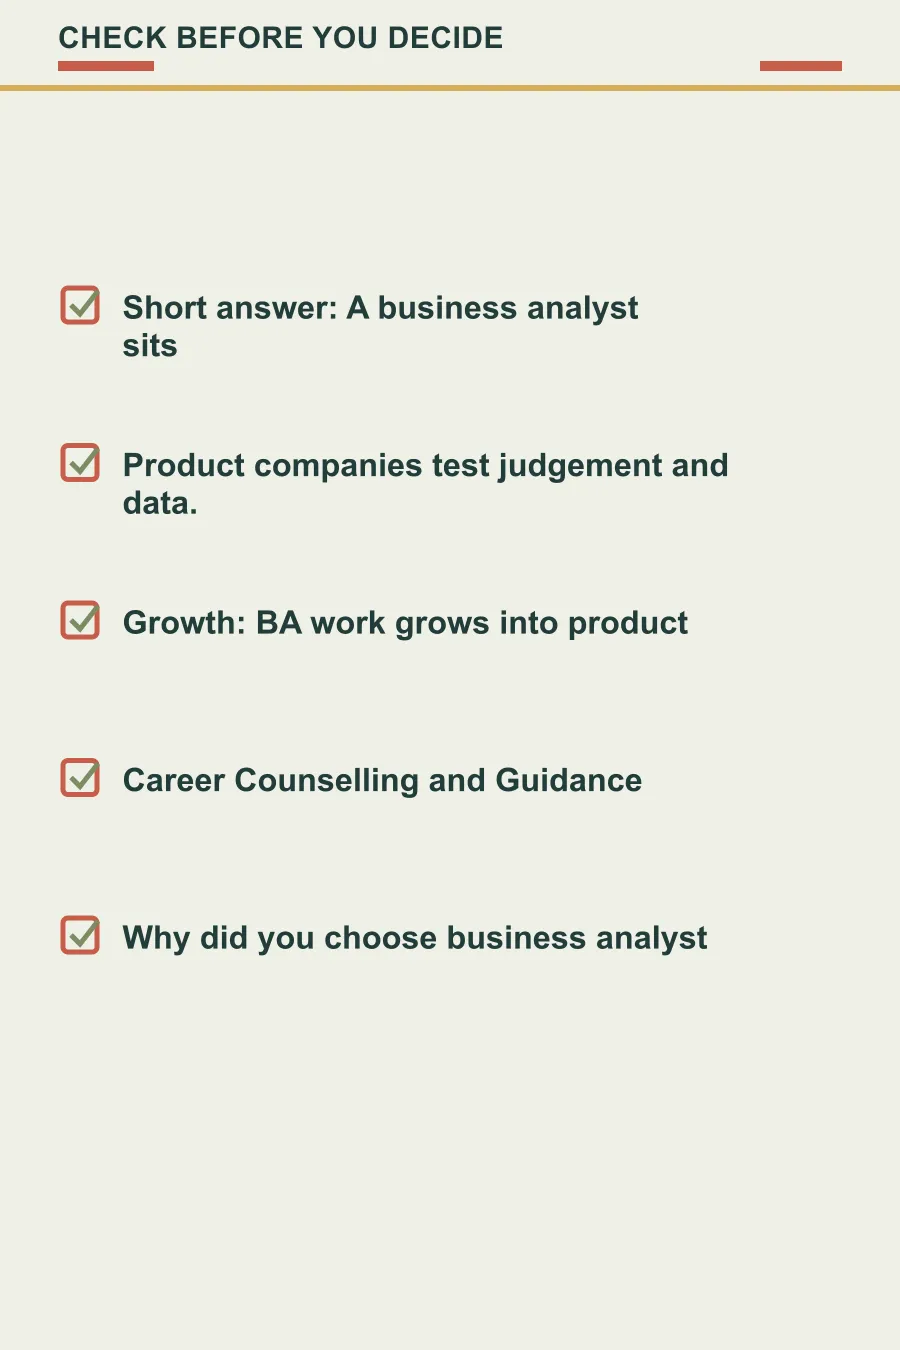 CHECK BEFORE YOU DECIDE
Short answer: A business analyst
sits
Product companies test judgement and
data.
Growth: BA work grows into product
Career Counselling and Guidance
Why did you choose business analyst